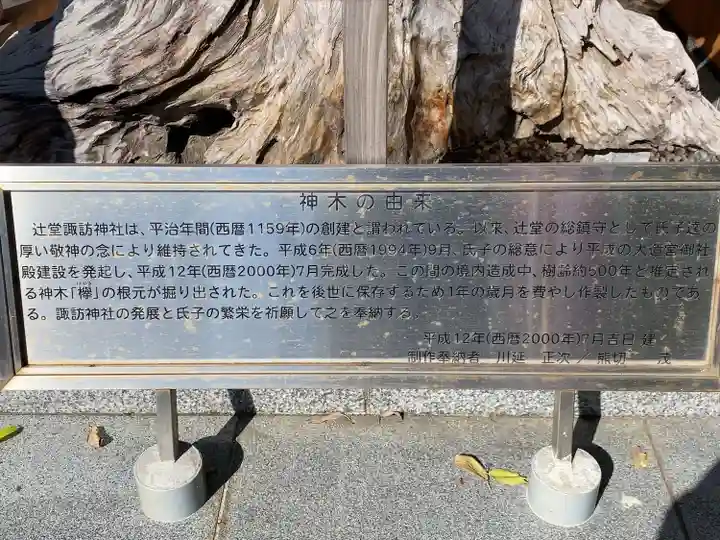 神木の由来
辻堂諏訪神社は、平治年間(西暦1159年)の創建と謂われている。以来、辻堂の総鎮守として氏子達の
厚い敬神の念により維持されてきた。平成6年(西暦1994年)9月、氏子の総意により平成の大造営御社
殿建設を発起し、平成12年(西暦2000年)7月完成した。この間の境内造成中、樹齢約500年と推定され
る神木「欅」の根元が掘り出された。これを後世に保存するため1年の歳月を費やし作製したものであ
る。諏訪神社の発展と氏子の繁栄を祈願して之を奉納する。
平成12年(西暦2000年)7月吉日 建
制作奉納者 川延 正次 / 熊切 茂